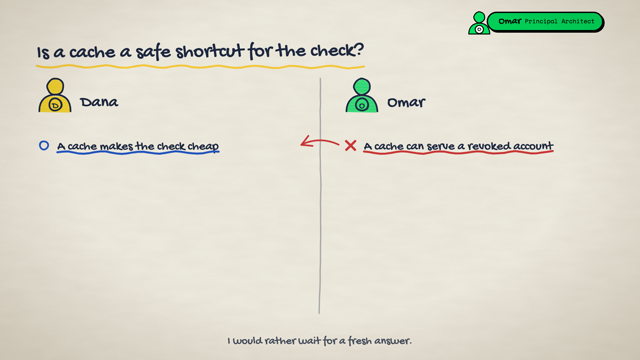 Omar Principal Architect
Is a cache a safe shortcut for the check?
D Dana
O Omar
A cache makes the check cheap
A cache can serve a revoked account
I would rather wait for a fresh answer.